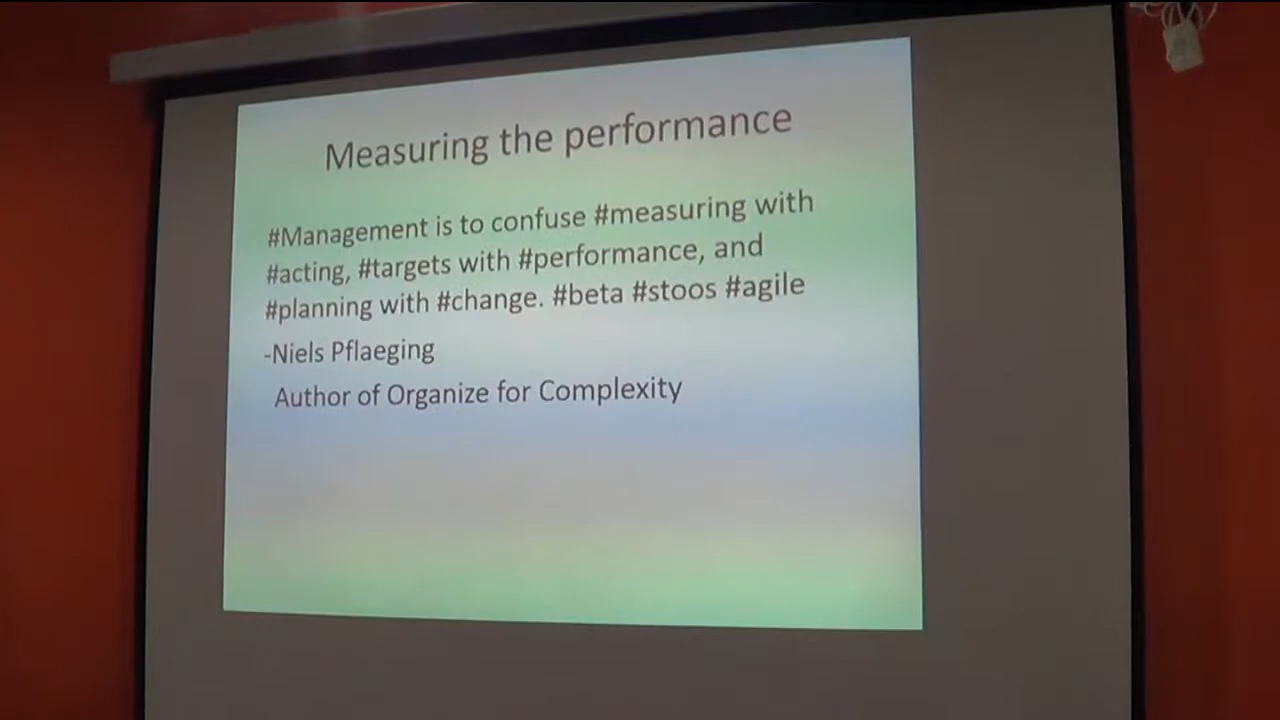 Measuring the performance
#Management is to confuse #measuring with
#acting, #targets with #performance, and
#planning with #change. #beta #stoos #agile
-Niels Pflaeging
Author of Organize for Complexity